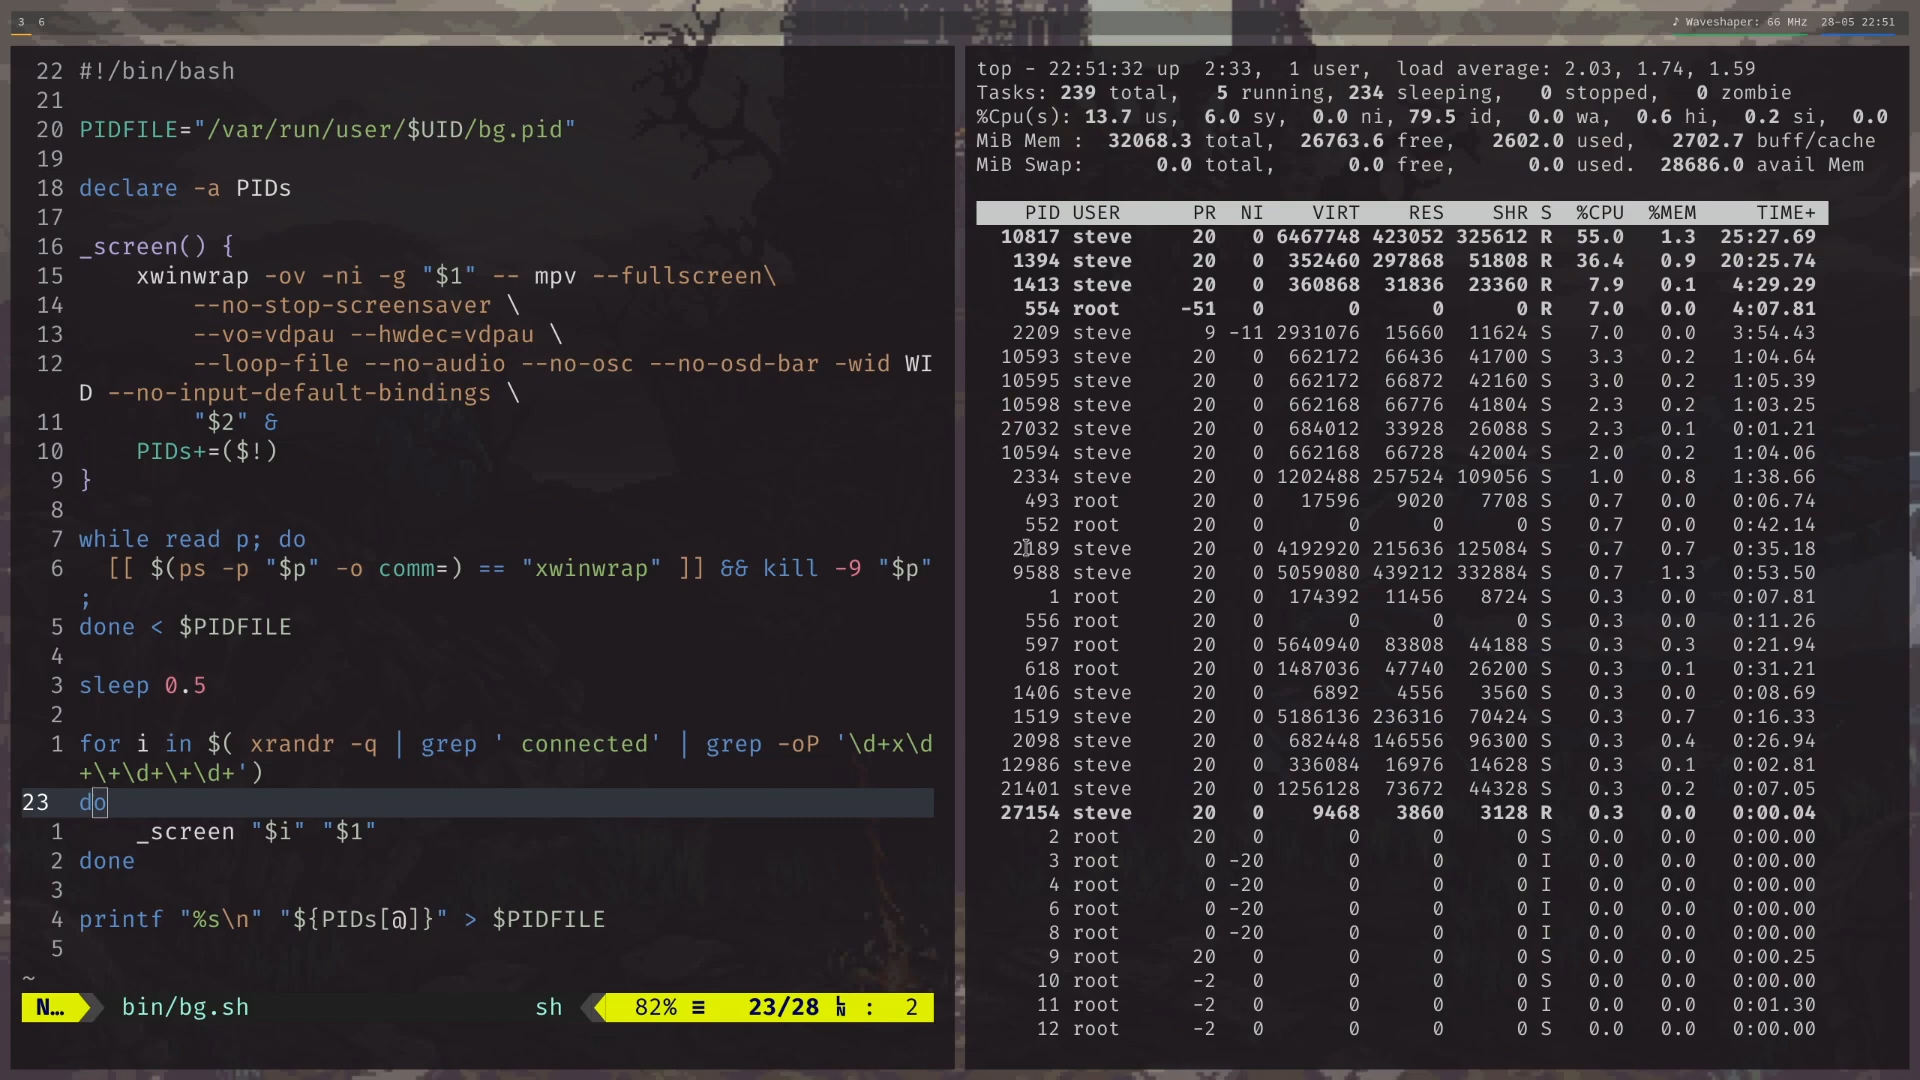 3 6
♪ Waveshaper: 66 MHz 28-05 22:51
22 #!/bin/bash
21
20 PIDFILE="/var/run/user/$UID/bg.pid"
19
18 declare -a PIDs
17
16 _screen() {
15     xwinwrap -ov -ni -g "$1" -- mpv --fullscreen\
14         --no-stop-screensaver \
13         --vo=vdpau --hwdec=vdpau \
12         --loop-file --no-audio --no-osc --no-osd-bar -wid WI
D --no-input-default-bindings \
11         "$2" &
10     PIDs+=($!)
9 }
8
7 while read p; do
6   [[ $(ps -p "$p" -o comm=) == "xwinwrap" ]] && kill -9 "$p"
;
5 done < $PIDFILE
4
3 sleep 0.5
2
1 for i in $( xrandr -q | grep ' connected' | grep -oP '\d+x\d
+\+\d+\+\d+')
23 do
1     _screen "$i" "$1"
2 done
3
4 printf "%s\n" "${PIDs[@]}" > $PIDFILE
5
~
N… bin/bg.sh sh 82% ≡ 23/28 LN : 2
top - 22:51:32 up  2:33,  1 user,  load average: 2.03, 1.74, 1.59
Tasks: 239 total,   5 running, 234 sleeping,   0 stopped,   0 zombie
%Cpu(s): 13.7 us,  6.0 sy,  0.0 ni, 79.5 id,  0.0 wa,  0.6 hi,  0.2 si,  0.0
MiB Mem :  32068.3 total,  26763.6 free,   2602.0 used,   2702.7 buff/cache
MiB Swap:      0.0 total,      0.0 free,      0.0 used.  28686.0 avail Mem
PID USER PR NI VIRT RES SHR S %CPU %MEM TIME+
10817 steve 20 0 6467748 423052 325612 R 55.0 1.3 25:27.69
1394 steve 20 0 352460 297868 51808 R 36.4 0.9 20:25.74
1413 steve 20 0 360868 31836 23360 R 7.9 0.1 4:29.29
554 root -51 0 0 0 0 R 7.0 0.0 4:07.81
2209 steve 9 -11 2931076 15660 11624 S 7.0 0.0 3:54.43
10593 steve 20 0 662172 66436 41700 S 3.3 0.2 1:04.64
10595 steve 20 0 662172 66872 42160 S 3.0 0.2 1:05.39
10598 steve 20 0 662168 66776 41804 S 2.3 0.2 1:03.25
27032 steve 20 0 684012 33928 26088 S 2.3 0.1 0:01.21
10594 steve 20 0 662168 66728 42004 S 2.0 0.2 1:04.06
2334 steve 20 0 1202488 257524 109056 S 1.0 0.8 1:38.66
493 root 20 0 17596 9020 7708 S 0.7 0.0 0:06.74
552 root 20 0 0 0 0 S 0.7 0.0 0:42.14
2189 steve 20 0 4192920 215636 125084 S 0.7 0.7 0:35.18
9588 steve 20 0 5059080 439212 332884 S 0.7 1.3 0:53.50
1 root 20 0 174392 11456 8724 S 0.3 0.0 0:07.81
556 root 20 0 0 0 0 S 0.3 0.0 0:11.26
597 root 20 0 5640940 83808 44188 S 0.3 0.3 0:21.94
618 root 20 0 1487036 47740 26200 S 0.3 0.1 0:31.21
1406 steve 20 0 6892 4556 3560 S 0.3 0.0 0:08.69
1519 steve 20 0 5186136 236316 70424 S 0.3 0.7 0:16.33
2098 steve 20 0 682448 146556 96300 S 0.3 0.4 0:26.94
12986 steve 20 0 336084 16976 14628 S 0.3 0.1 0:02.81
21401 steve 20 0 1256128 73672 44328 S 0.3 0.2 0:07.05
27154 steve 20 0 9468 3860 3128 R 0.3 0.0 0:00.04
2 root 20 0 0 0 0 S 0.0 0.0 0:00.00
3 root 0 -20 0 0 0 I 0.0 0.0 0:00.00
4 root 0 -20 0 0 0 I 0.0 0.0 0:00.00
6 root 0 -20 0 0 0 I 0.0 0.0 0:00.00
8 root 0 -20 0 0 0 I 0.0 0.0 0:00.00
9 root 20 0 0 0 0 S 0.0 0.0 0:00.25
10 root -2 0 0 0 0 S 0.0 0.0 0:00.00
11 root -2 0 0 0 0 I 0.0 0.0 0:01.30
12 root -2 0 0 0 0 S 0.0 0.0 0:00.00